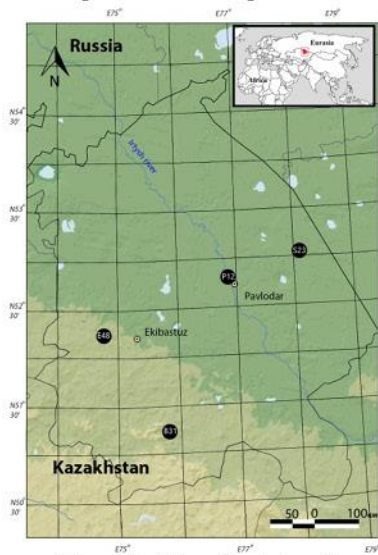 E75° E77° E79°
Russia
Eurasia
Africa
N
N54° 30'
Irtysh river
N53° 30'
S23
P12
Pavlodar
N52° 30'
E48
Ekibastuz
N51° 30'
B31
Kazakhstan
N50° 30'
50 0 100 км
E75° E77° E79°